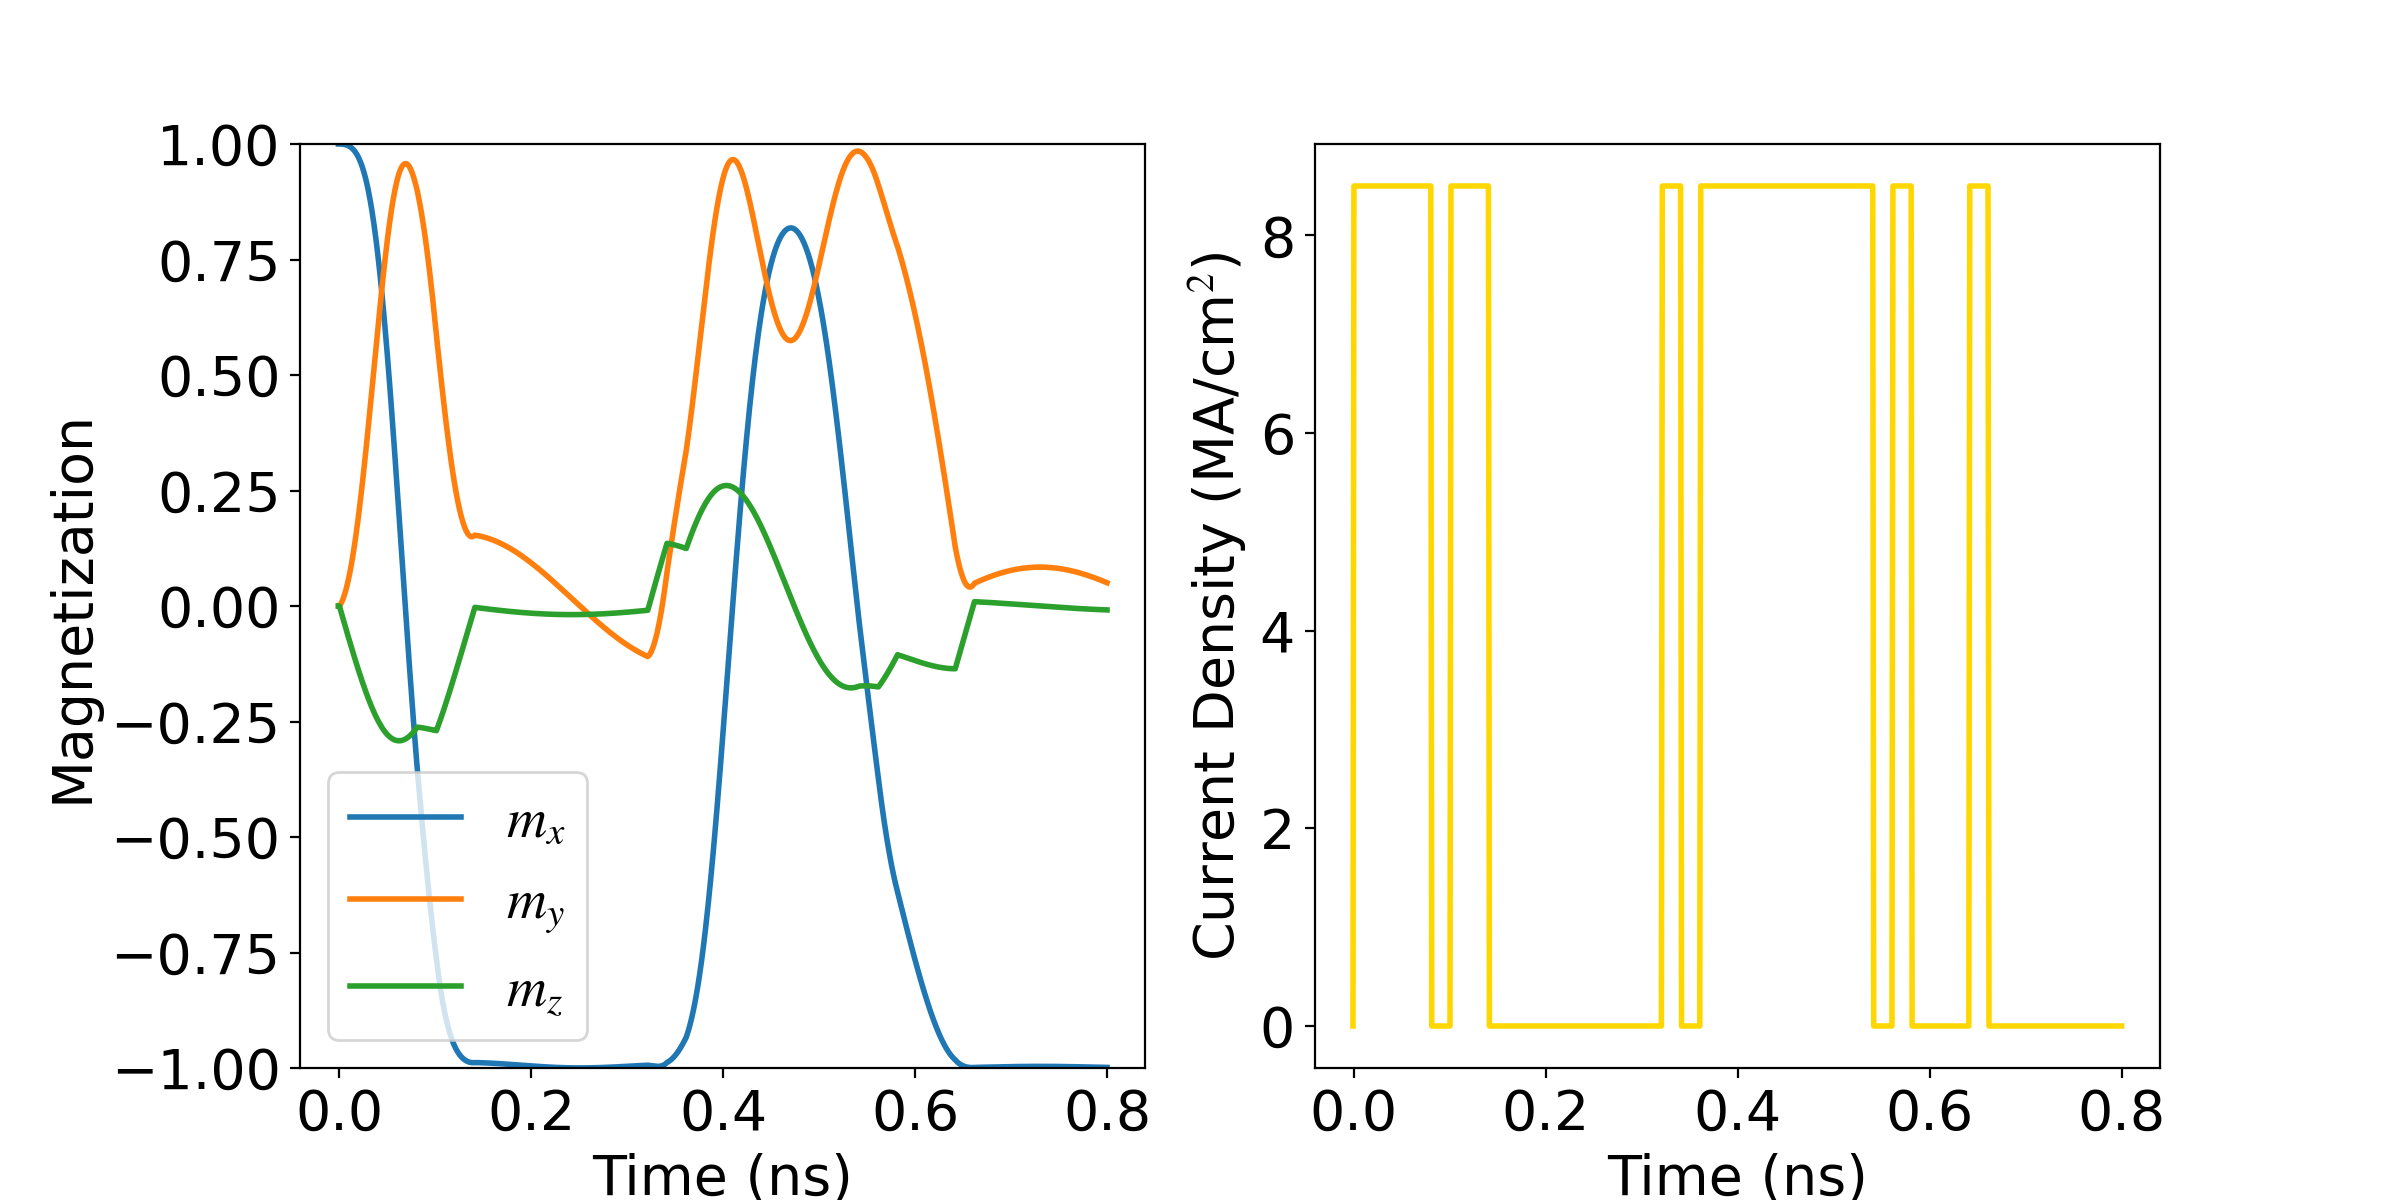 1.00
0.75
0.50
0.25
0.00
−0.25
−0.50
−0.75
−1.00
Magnetization
m_x
m_y
m_z
0.0 0.2 0.4 0.6 0.8
Time (ns)
8
6
4
2
0
Current Density (MA/cm²)
0.0 0.2 0.4 0.6 0.8
Time (ns)